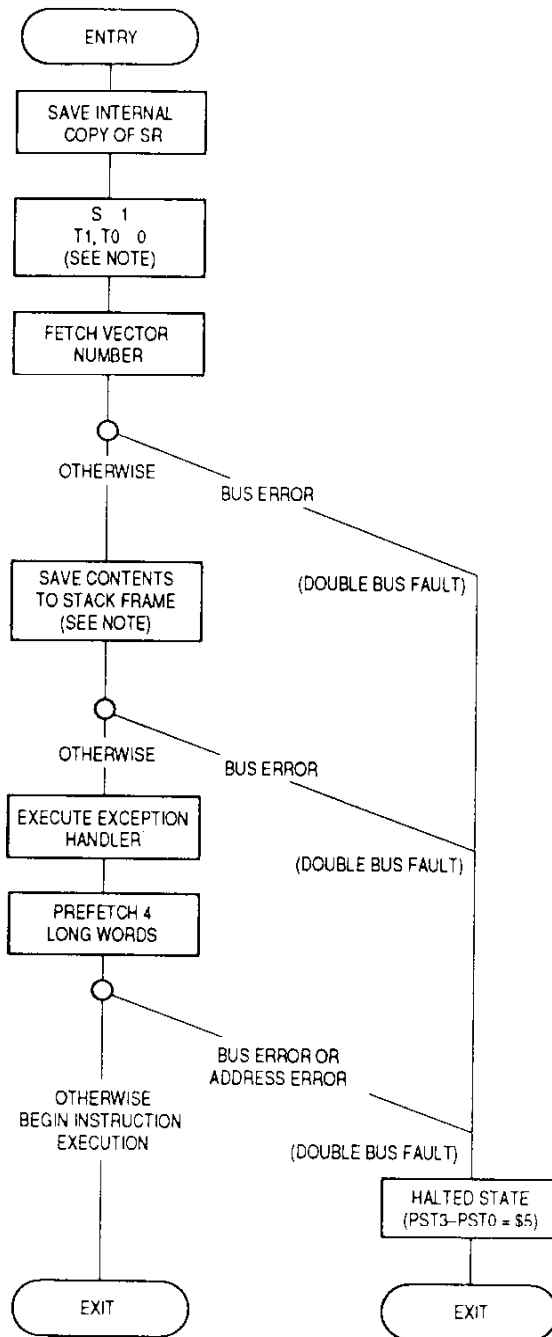 ENTRY
SAVE INTERNAL
COPY OF SR
S 1
T1, T0 0
(SEE NOTE)
FETCH VECTOR
NUMBER
OTHERWISE
BUS ERROR
SAVE CONTENTS
TO STACK FRAME
(SEE NOTE)
(DOUBLE BUS FAULT)
OTHERWISE
BUS ERROR
EXECUTE EXCEPTION
HANDLER
(DOUBLE BUS FAULT)
PREFETCH 4
LONG WORDS
BUS ERROR OR
ADDRESS ERROR
OTHERWISE
BEGIN INSTRUCTION
EXECUTION
(DOUBLE BUS FAULT)
HALTED STATE
(PST3–PST0 = $5)
EXIT
EXIT